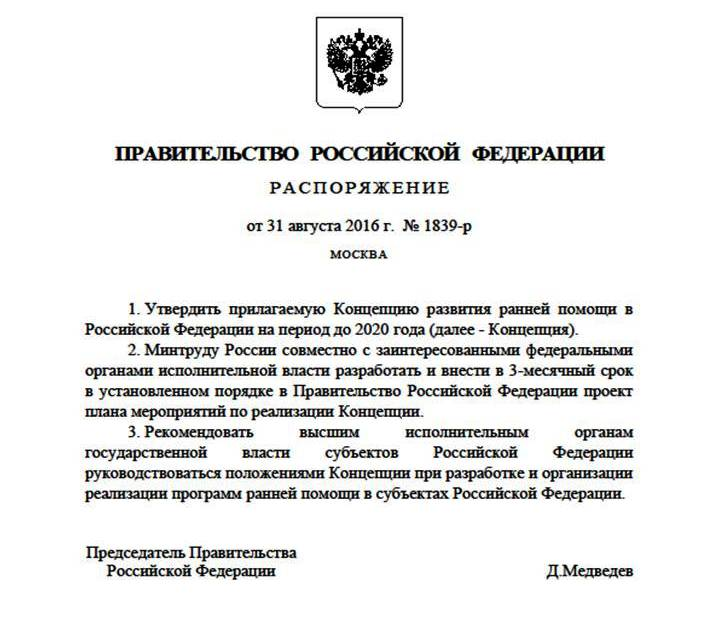 ПРАВИТЕЛЬСТВО РОССИЙСКОЙ ФЕДЕРАЦИИ
РАСПОРЯЖЕНИЕ
от 31 августа 2016 г. № 1839-р
МОСКВА
1. Утвердить прилагаемую Концепцию развития ранней помощи в
Российской Федерации на период до 2020 года (далее - Концепция).
2. Минтруду России совместно с заинтересованными федеральными
органами исполнительной власти разработать и внести в 3-месячный срок
в установленном порядке в Правительство Российской Федерации проект
плана мероприятий по реализации Концепции.
3. Рекомендовать высшим исполнительным органам
государственной власти субъектов Российской Федерации
руководствоваться положениями Концепции при разработке и организации
реализации программ ранней помощи в субъектах Российской Федерации.
Председатель Правительства
Российской Федерации Д.Медведев